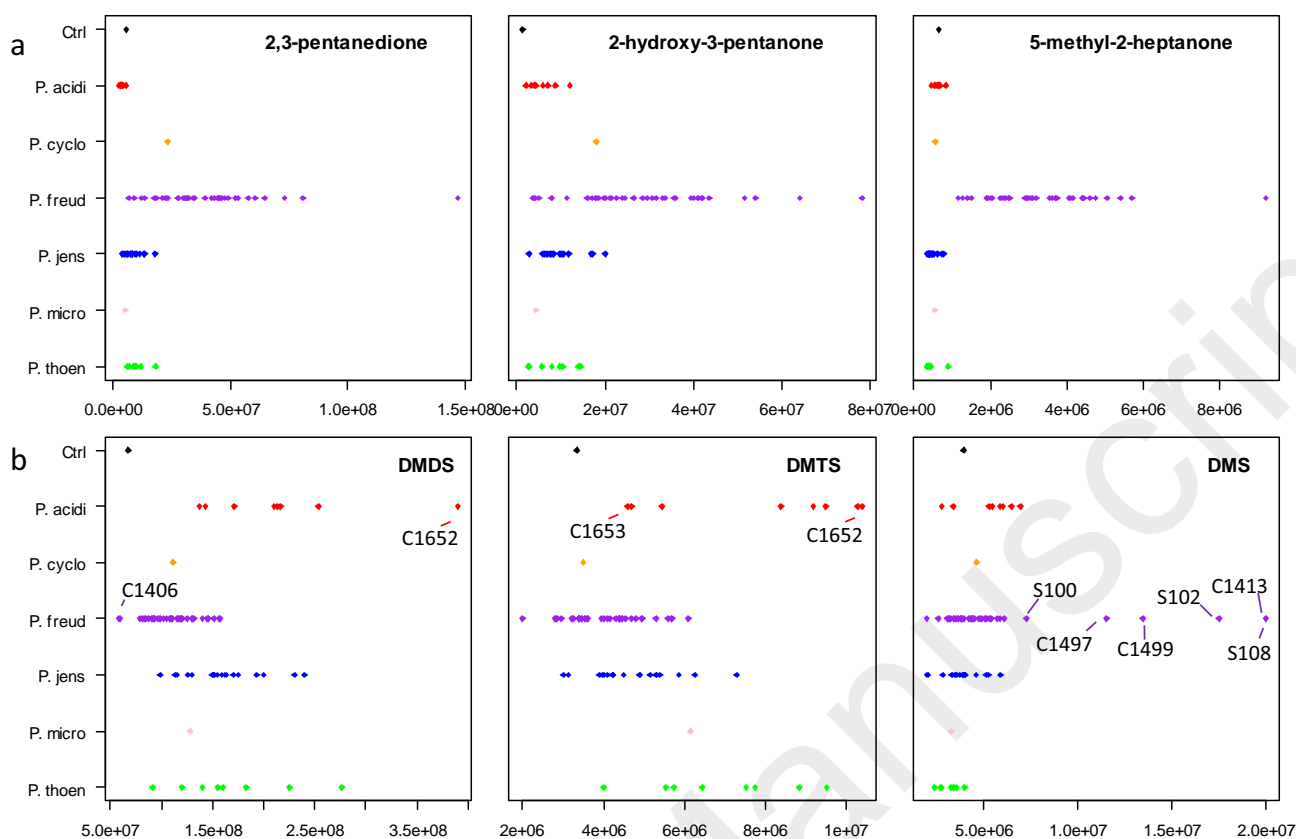 a
2,3-pentanedione
2-hydroxy-3-pentanone
5-methyl-2-heptanone
Ctrl
P. acidi
P. cyclo
P. freud
P. jens
P. micro
P. thoen
0.0e+00 5.0e+07 1.0e+08 1.5e+08
0e+00 2e+07 4e+07 6e+07 8e+07
0e+00 2e+06 4e+06 6e+06 8e+06
b
DMDS
DMTS
DMS
Ctrl
P. acidi
C1652
C1653
C1652
P. cyclo
C1406
S100
S102
C1413
P. freud
C1497
C1499
S108
P. jens
P. micro
P. thoen
5.0e+07 1.5e+08 2.5e+08 3.5e+08
2e+06 4e+06 6e+06 8e+06 1e+07
5.0e+06 1.0e+07 1.5e+07 2.0e+07
anuscrip